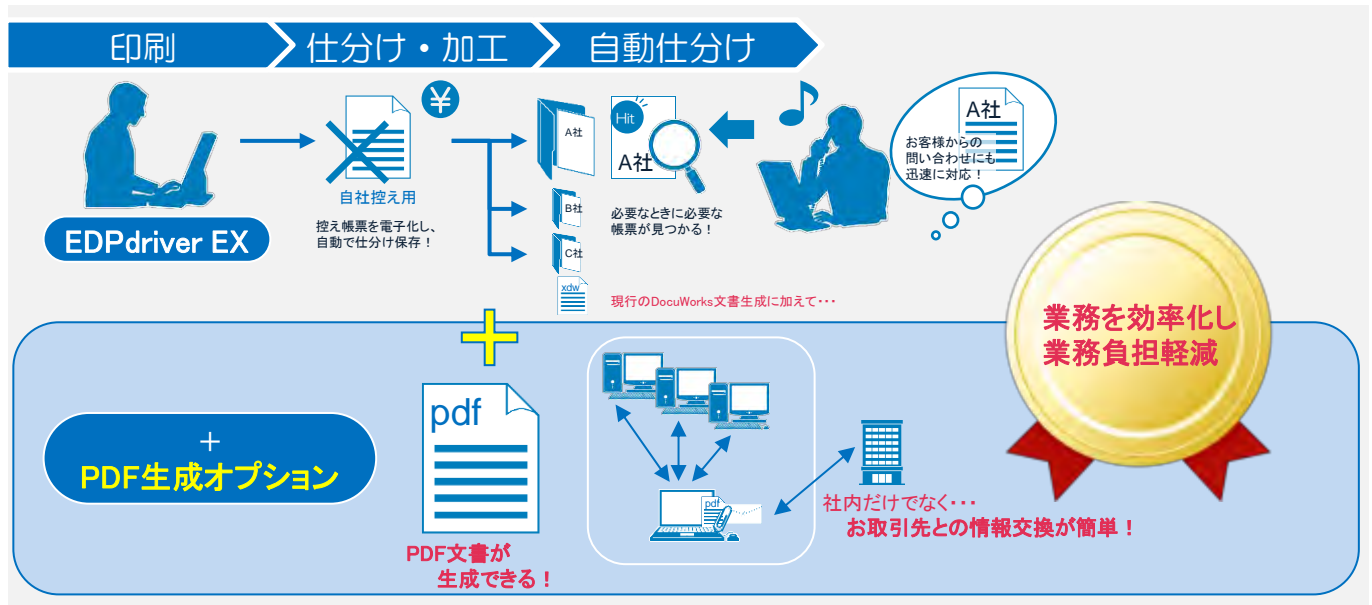 印刷
仕分け・加工
自動仕分け
¥
自社控え用
控え帳票を電子化し、
自動で仕分け保存！
EDPdriver EX
A社
B社
C社
xdw
Hit
A社
必要なときに必要な
帳票が見つかる！
A社
お客様からの
問い合わせにも
迅速に対応！
現行のDocuWorks文書生成に加えて・・・
業務を効率化し
業務負担軽減
＋
PDF生成オプション
pdf
PDF文書が
生成できる！
pdf
社内だけでなく・・・
お取引先との情報交換が簡単！